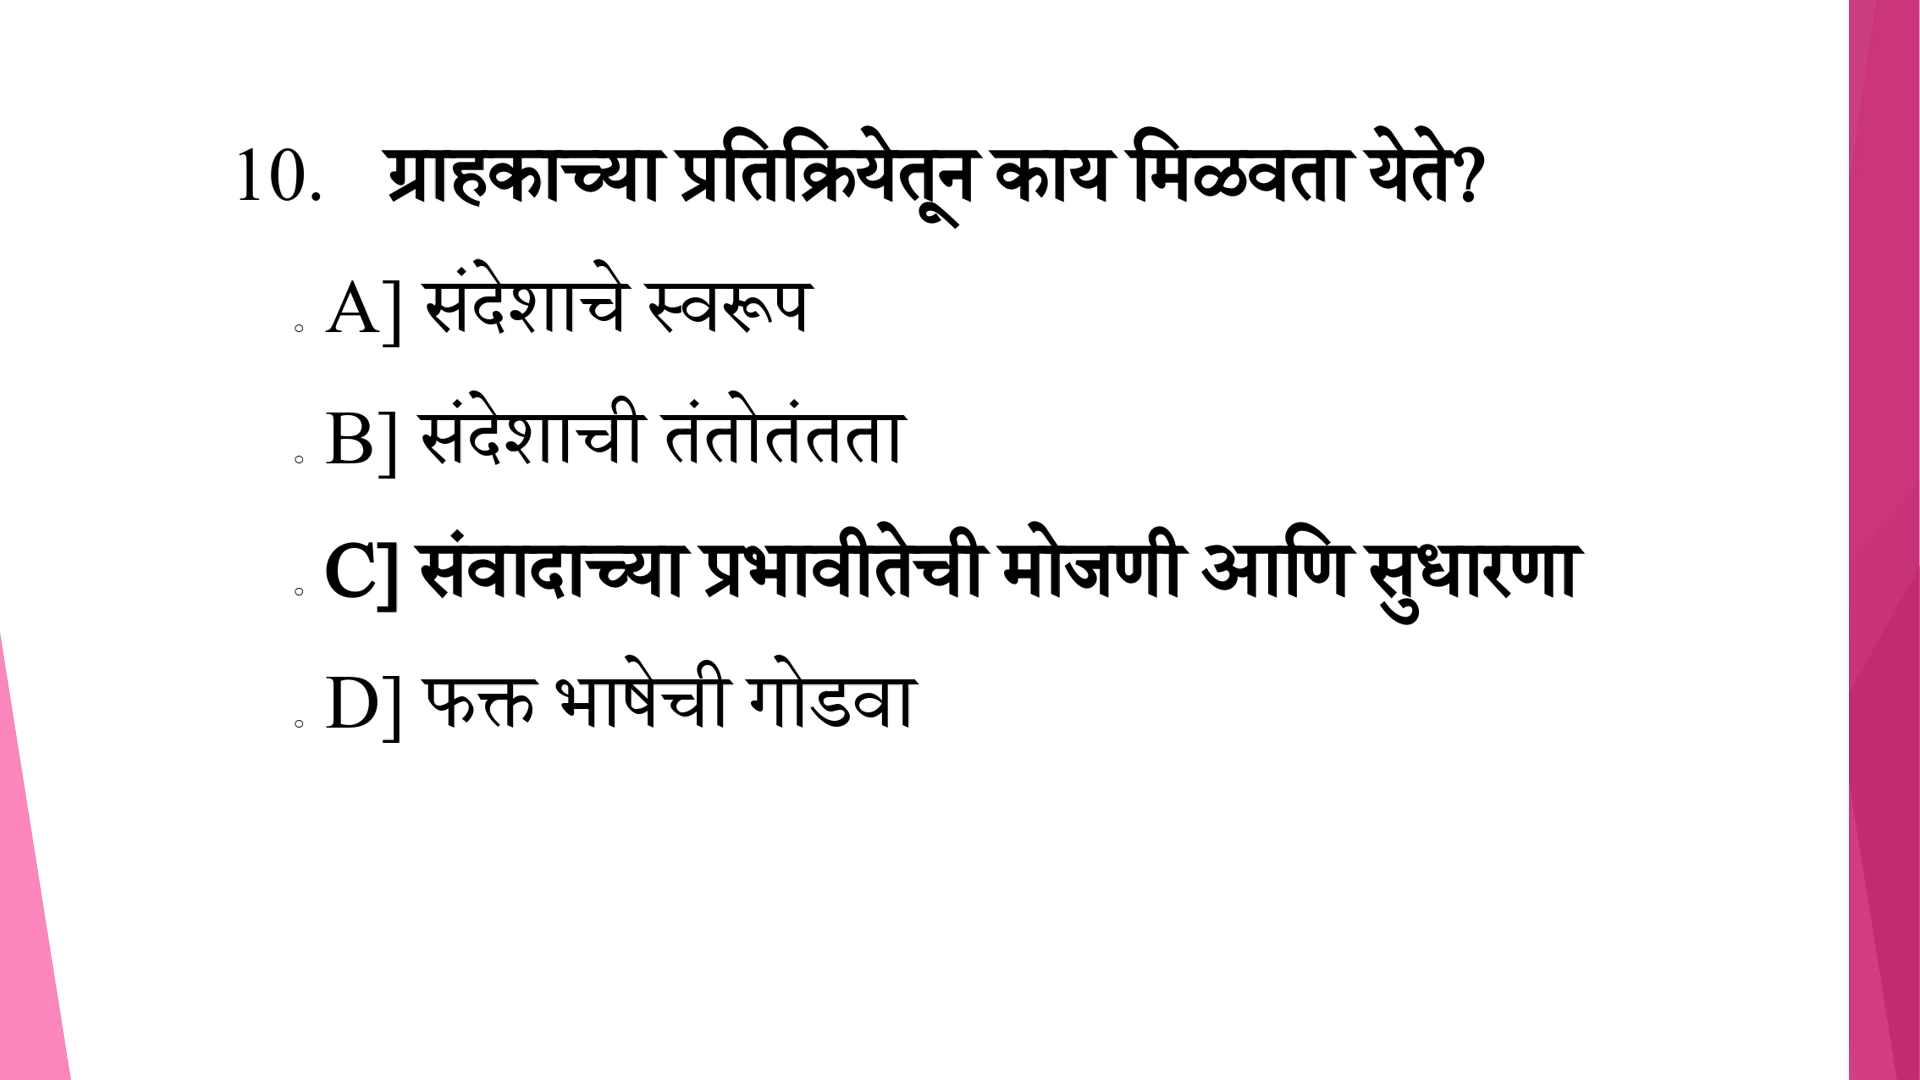 10. ग्राहकाच्या प्रतिक्रियेतून काय मिळवता येते?
A] संदेशाचे स्वरूप
B] संदेशाची तंतोतंतता
C] संवादाच्या प्रभावीतेची मोजणी आणि सुधारणा
D] फक्त भाषेची गोडवा